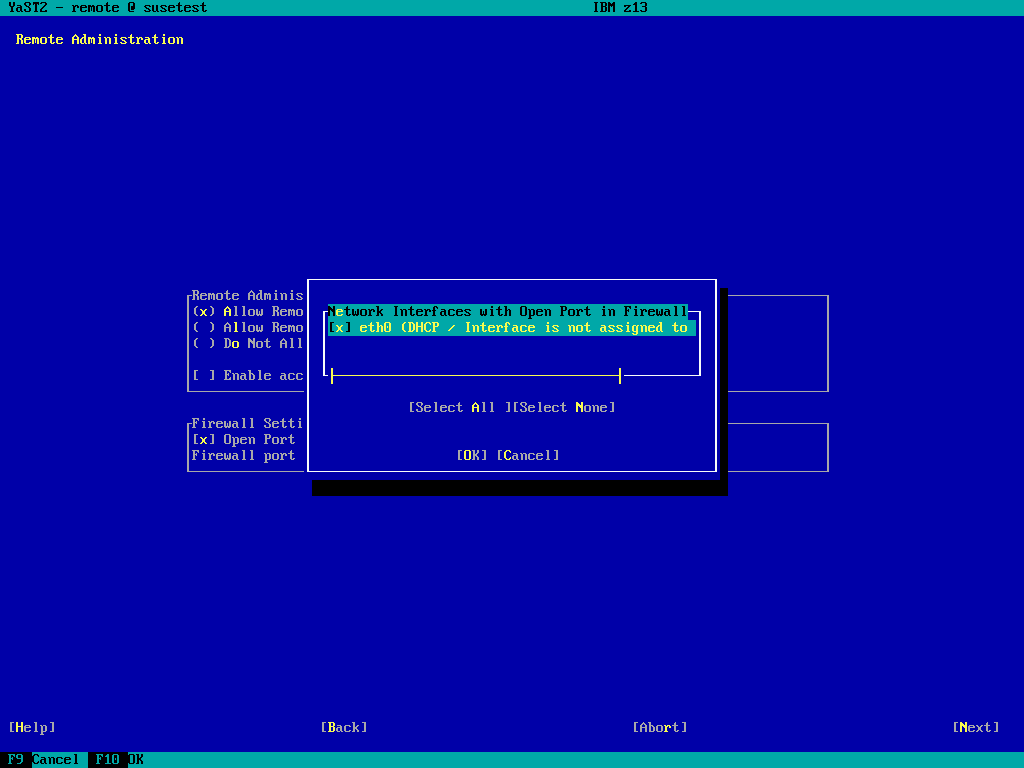 YaST2 - remote @ susetest IBM z13
Remote Administration
Remote Adminis
(x) Allow Remo
( ) Allow Remo
( ) Do Not All
[ ] Enable acc
Firewall Setti
[x] Open Port
Firewall port
Network Interfaces with Open Port in Firewall
[x] eth0 (DHCP / Interface is not assigned to
[Select All ][Select None]
[OK] [Cancel]
[Help] [Back] [Abort] [Next]
F9 Cancel F10 OK